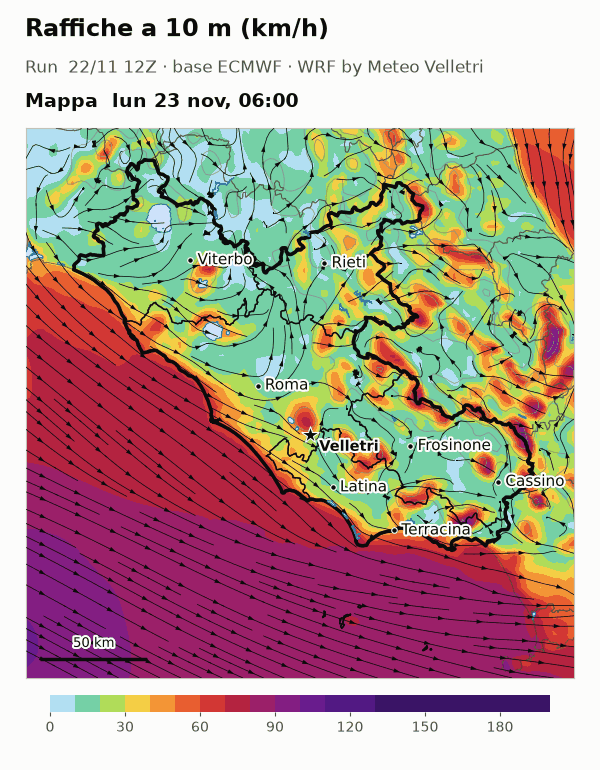 Raffiche a 10 m (km/h)
Run  22/11 12Z · base ECMWF · WRF by Meteo Velletri
Mappa  lun 23 nov, 06:00
Viterbo
Rieti
Roma
Velletri
Frosinone
Latina
Cassino
Terracina
50 km
0 30 60 90 120 150 180